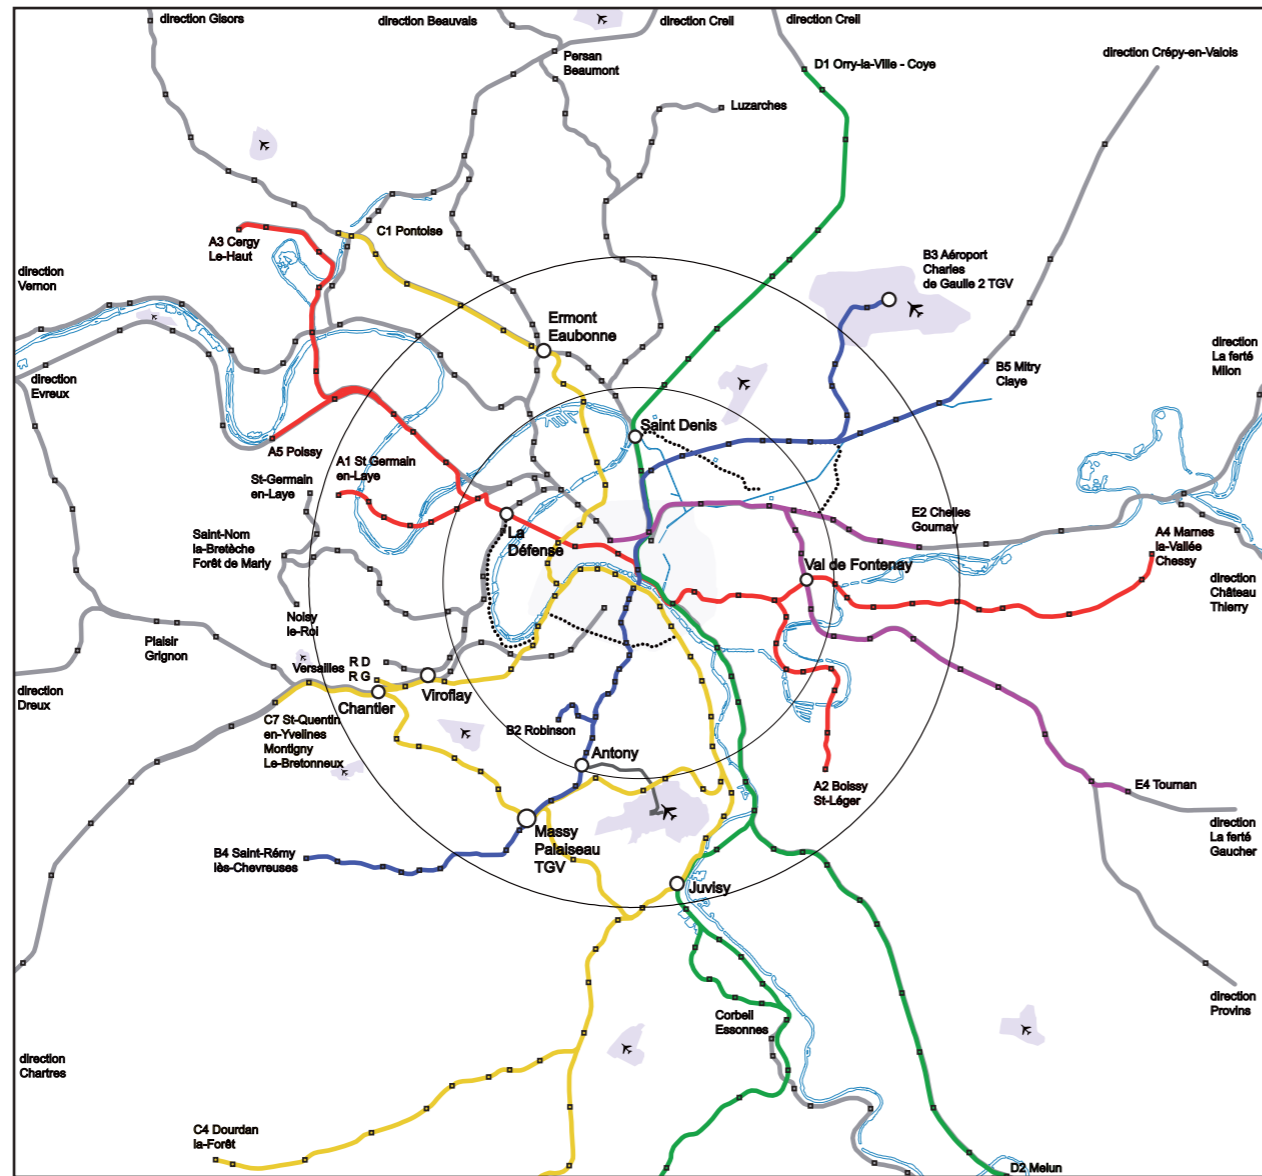 direction Gisors
direction Beauvais
direction Creil
direction Creil
direction Crépy-en-Valois
Persan
Beaumont
D1 Orry-la-Ville - Coye
Luzarches
A3 Cergy
Le-Haut
C1 Pontoise
B3 Aéroport
Charles
de Gaulle 2 TGV
direction
Vernon
Ermont
Eaubonne
direction
La ferté
Milon
direction
Evreux
B5 Mitry
Claye
Saint Denis
A5 Poissy
A1 St Germain
en-Laye
St-Germain
en-Laye
E2 Chelles
Gournay
A4 Marnes
la-Vallée
Chessy
La
Défense
Saint-Nom
la-Bretèche
Forêt de Marly
Val de Fontenay
direction
Château
Thierry
Noisy
le-Roi
Plaisir
Grignon
Versailles
R D
R G
Viroflay
Chantier
direction
Dreux
C7 St-Quentin
en-Yvelines
Montigny
Le-Bretonneux
B2 Robinson
Antony
A2 Boissy
St-Léger
E4 Tournan
direction
La ferté
Gaucher
Massy
Palaiseau
TGV
B4 Saint-Rémy
lès-Chevreuses
Juvisy
direction
Provins
Corbeil
Essonnes
direction
Chartres
C4 Dourdan
la-Forêt
D2 Melun